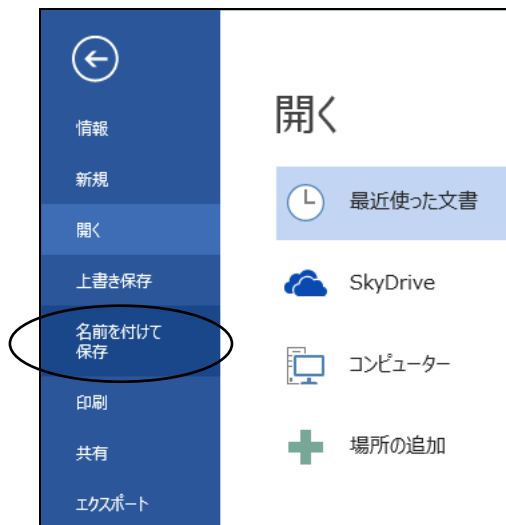 情報
新規
開く
上書き保存
名前を付けて
保存
印刷
共有
エクスポート
開く
最近使った文書
SkyDrive
コンピューター
場所の追加